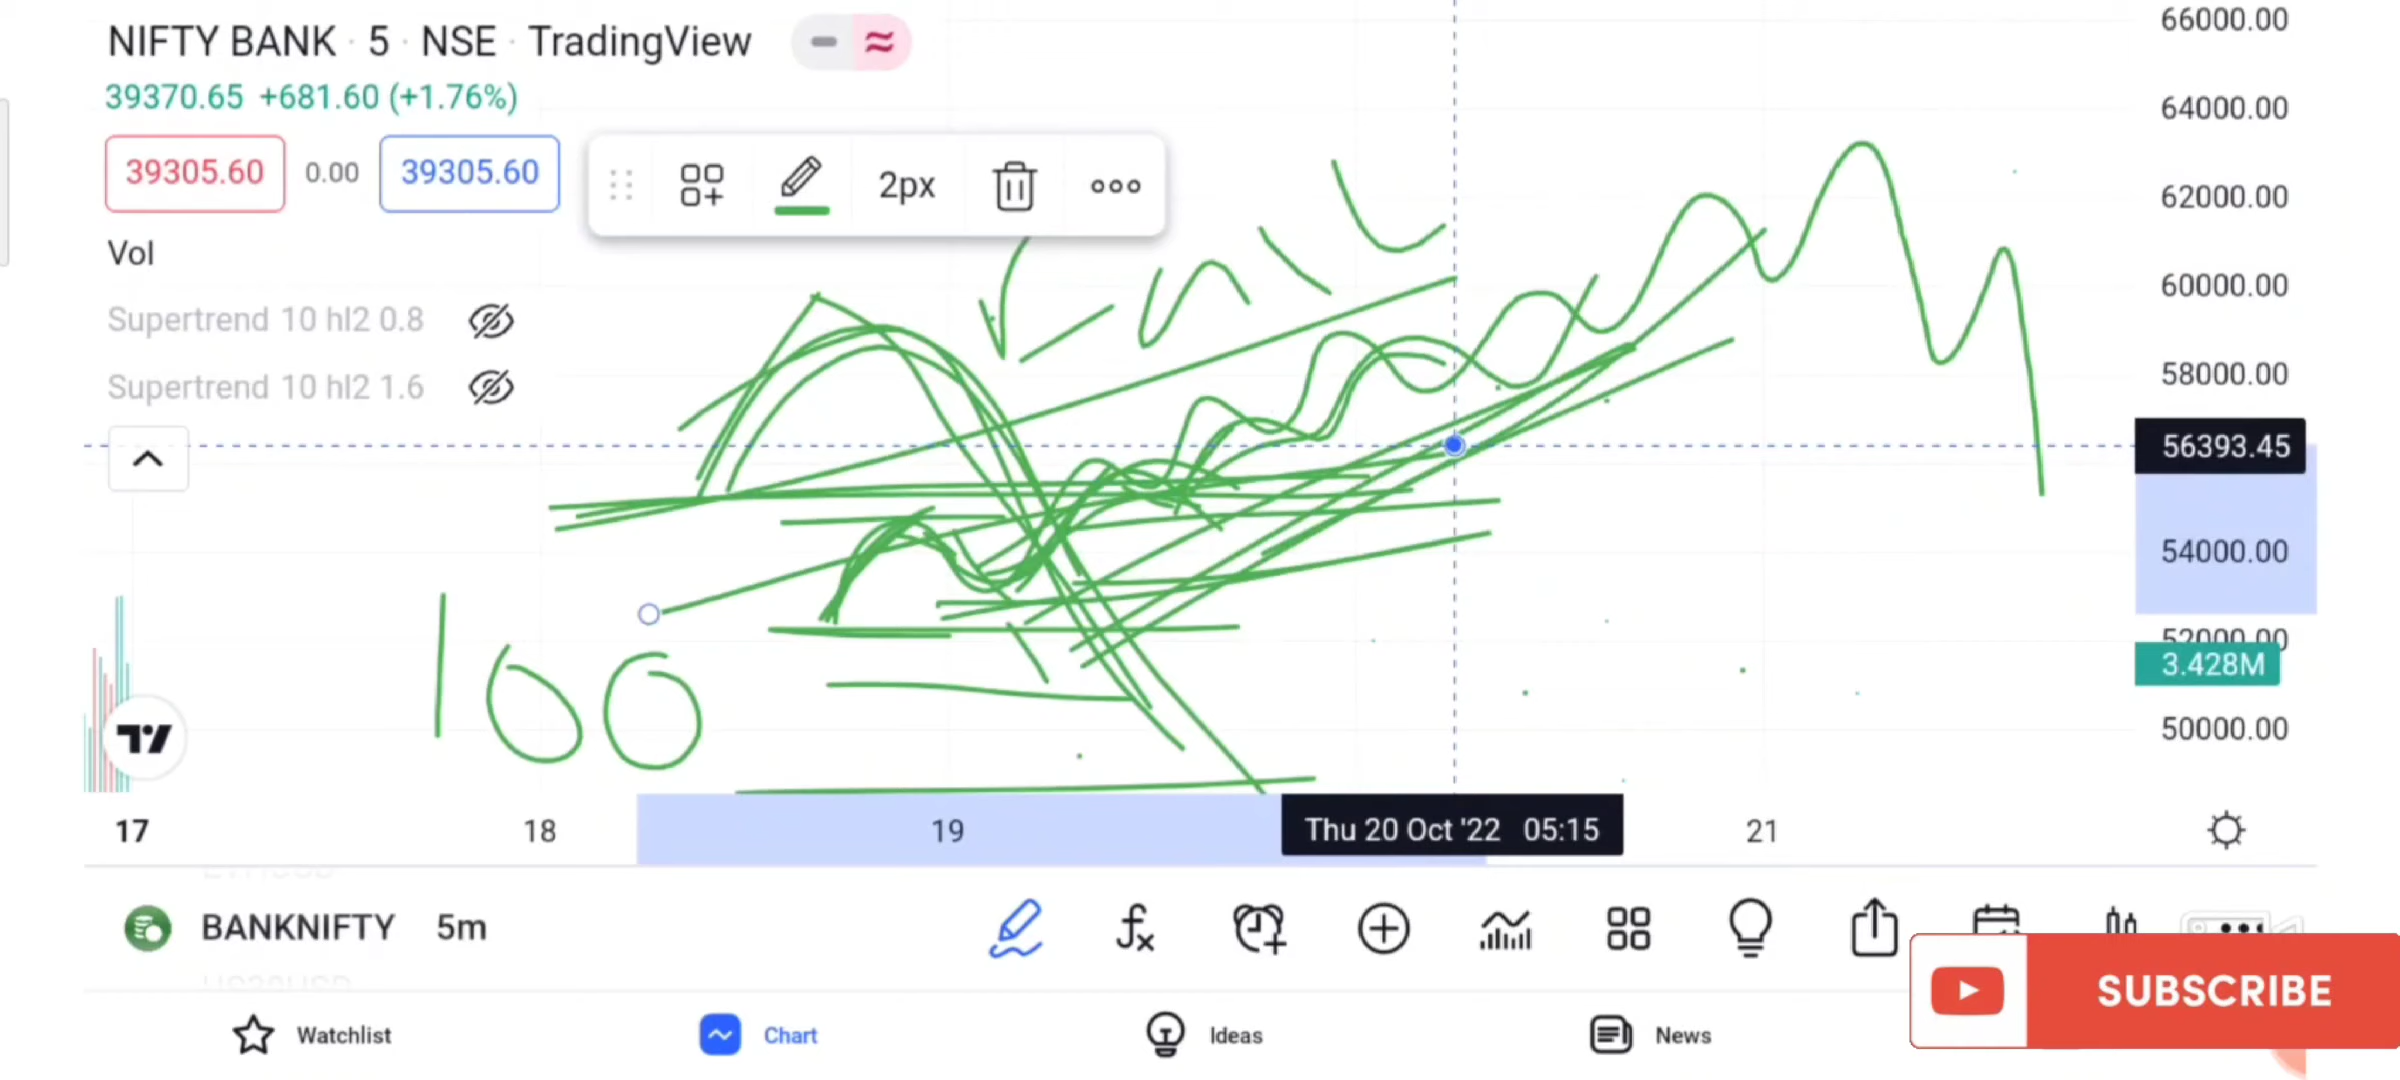 NIFTY BANK · 5 · NSE · TradingView
39370.65 +681.60 (+1.76%)
39305.60 0.00 39305.60
2px
Vol
Supertrend 10 hl2 0.8
Supertrend 10 hl2 1.6
66000.00
64000.00
62000.00
60000.00
58000.00
56393.45
54000.00
52000.00
3.428M
50000.00
100
17 18 19 Thu 20 Oct '22 05:15 21
BANKNIFTY 5m
SUBSCRIBE
Watchlist Chart Ideas News